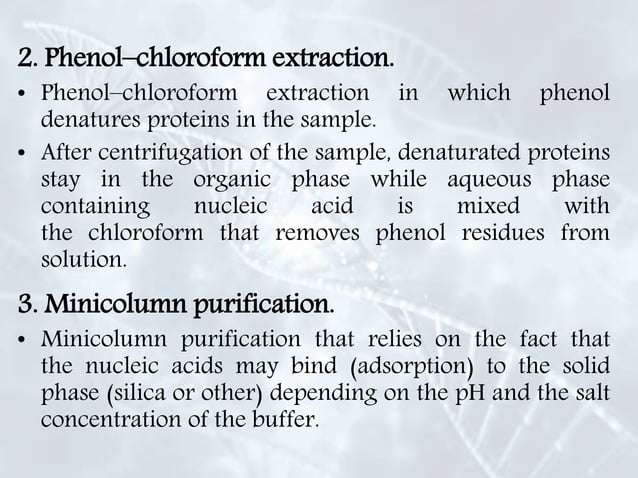 2. Phenol–chloroform extraction.
• Phenol–chloroform extraction in which phenol
denatures proteins in the sample.
• After centrifugation of the sample, denaturated proteins
stay in the organic phase while aqueous phase
containing nucleic acid is mixed with
the chloroform that removes phenol residues from
solution.
3. Minicolumn purification.
• Minicolumn purification that relies on the fact that
the nucleic acids may bind (adsorption) to the solid
phase (silica or other) depending on the pH and the salt
concentration of the buffer.